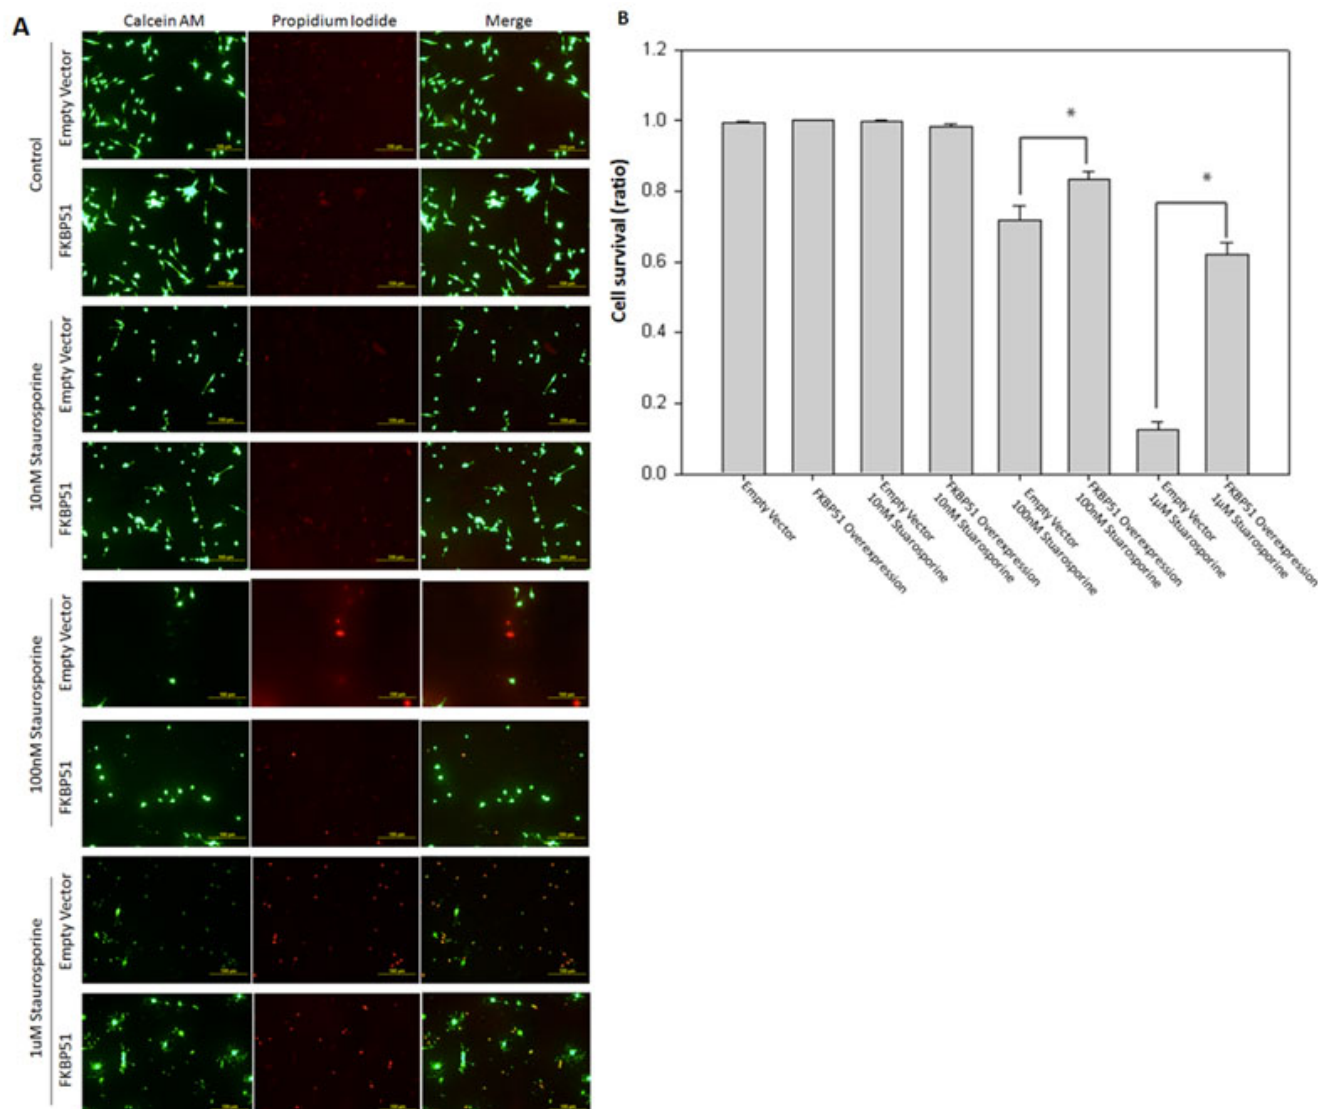 A
Calcein AM Propidium Iodide Merge
Control
Empty Vector
FKBP51
10nM Staurosporine
Empty Vector
FKBP51
100nM Staurosporine
Empty Vector
FKBP51
1uM Staurosporine
Empty Vector
FKBP51
B
Cell survival (ratio)
1.2
1.0
0.8
0.6
0.4
0.2
0.0
*
*
Empty Vector
FKBP51 Overexpression
Empty Vector
10nM Stuarosporine
FKBP51 Overexpression
10nM Stuarosporine
Empty Vector
100nM Stuarosporine
FKBP51 Overexpression
100nM Stuarosporine
Empty Vector
1μM Stuarosporine
FKBP51 Overexpression
1μM Stuarosporine